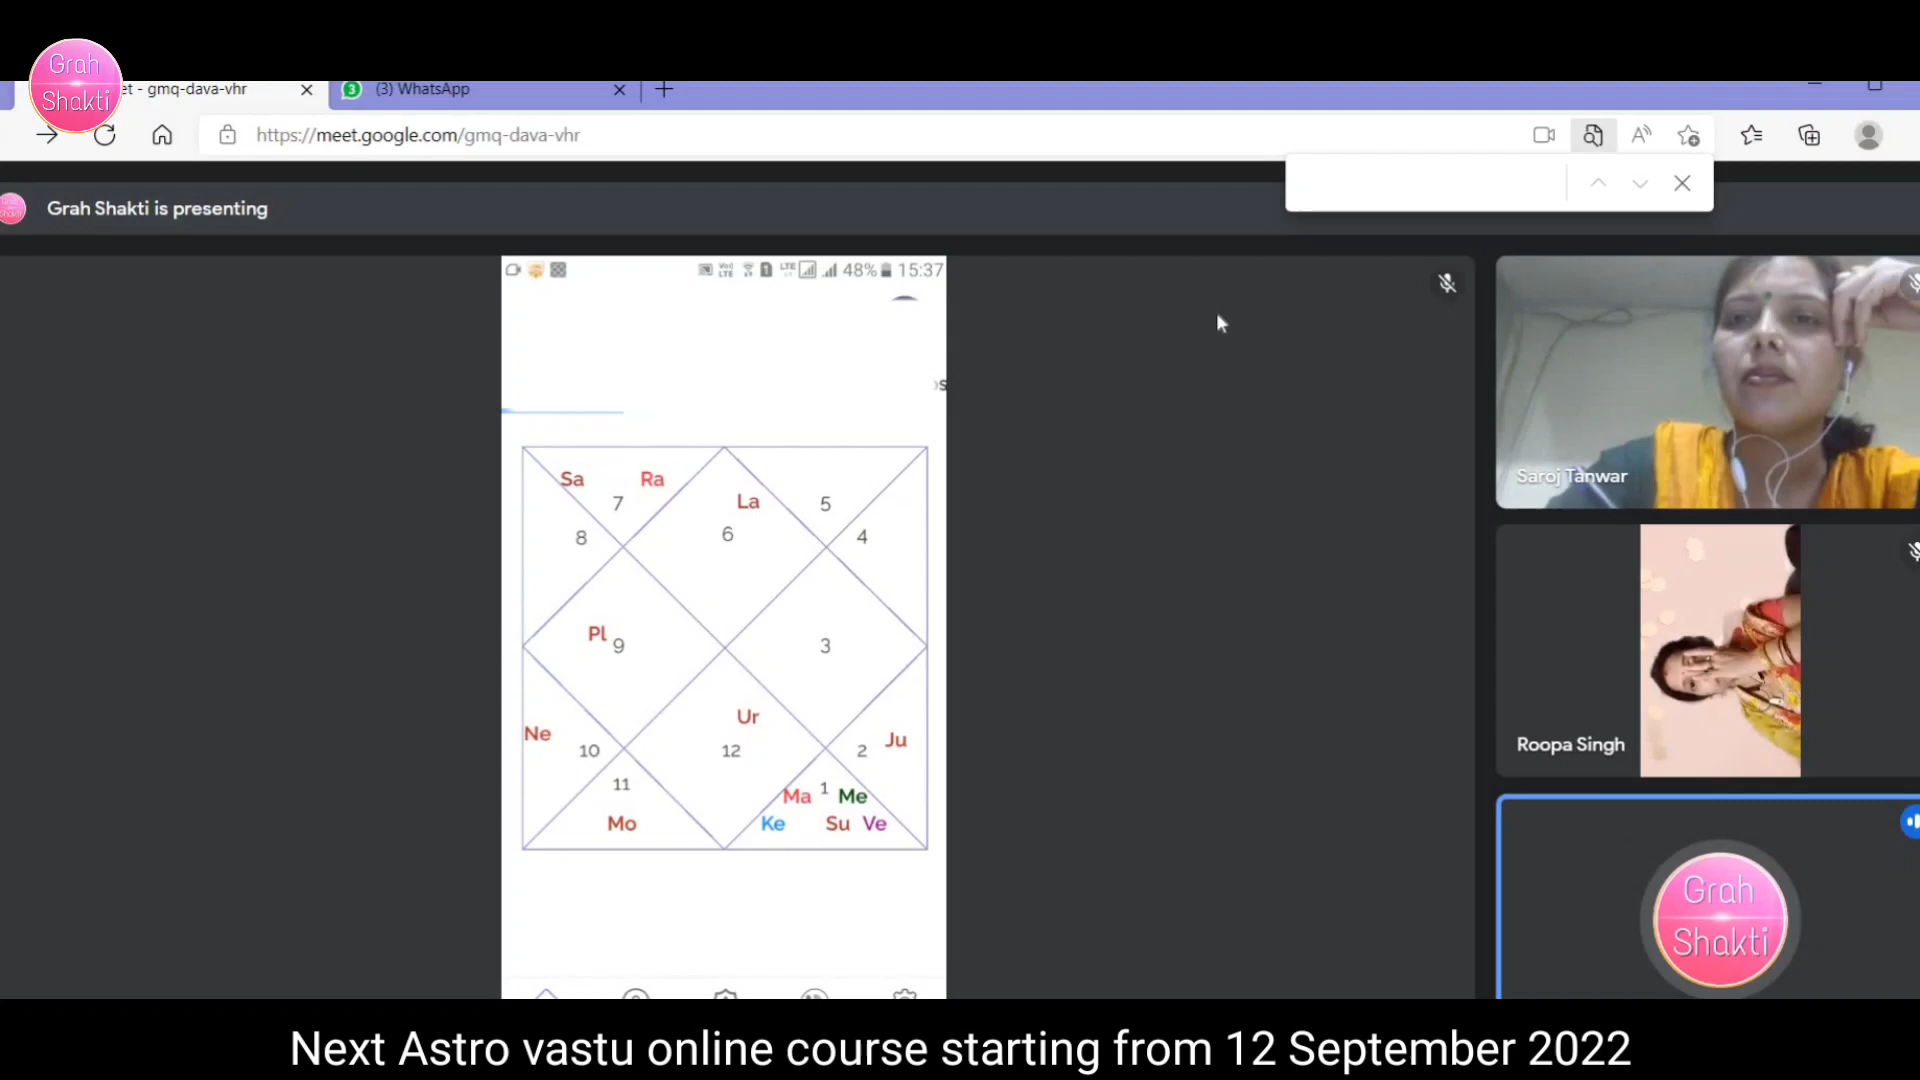 Grah
Shakti
et - gmq-dava-vhr
3
(3) WhatsApp
https://meet.google.com/gmq-dava-vhr
Grah Shakti is presenting
LTE 48% 15:37
Sa Ra
7
8
La
6
5
4
Pl 9
3
Ne
10
11
Mo
Ur
12
2 Ju
1
Ma Me
Ke Su Ve
Saroj Tanwar
Roopa Singh
Grah
Shakti
Next Astro vastu online course starting from 12 September 2022